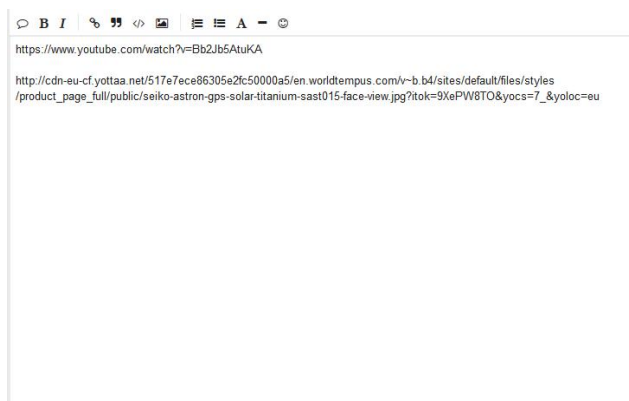 B I A
https://www.youtube.com/watch?v=Bb2Jb5AtuKA
http://cdn-eu-cf.yottaa.net/517e7ece86305e2fc50000a5/en.worldtempus.com/v~b.b4/sites/default/files/styles
/product_page_full/public/seiko-astron-gps-solar-titanium-sast015-face-view.jpg?itok=9XePW8TO&yocs=7_&yoloc=eu